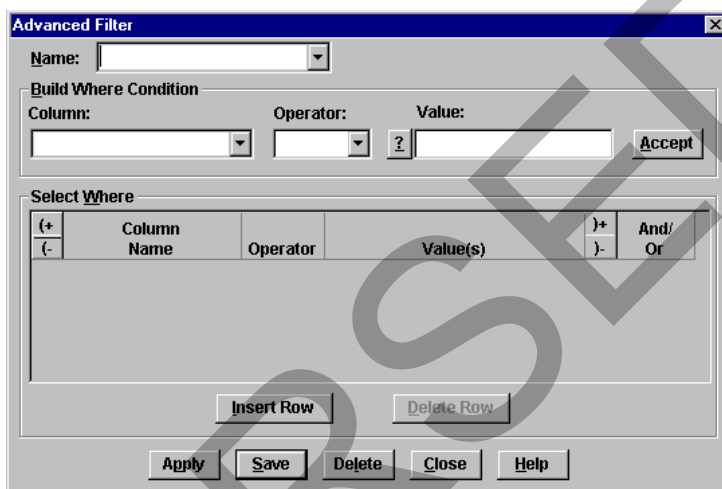 Advanced Filter
Name:
Build Where Condition
Column: Operator: Value:
? Accept
Select Where
(+ Column )+ And/
(- Name Operator Value(s) )- Or
Insert Row Delete Row
Apply Save Delete Close Help